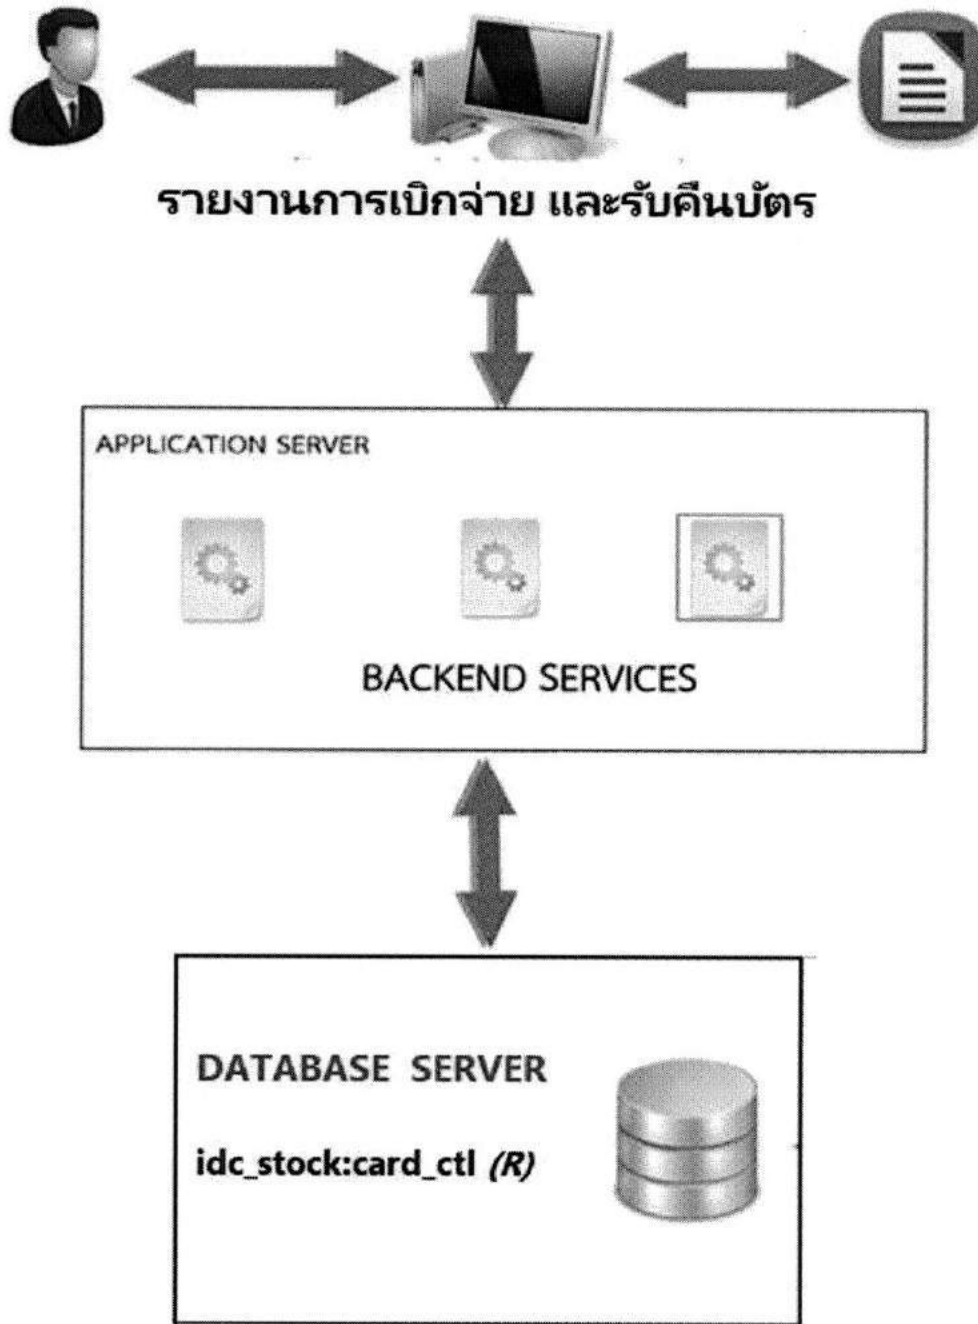 รายงานการเบิกจ่าย และรับคืนบัตร
APPLICATION SERVER
BACKEND SERVICES
DATABASE SERVER
idc_stock:card_ctl (R)